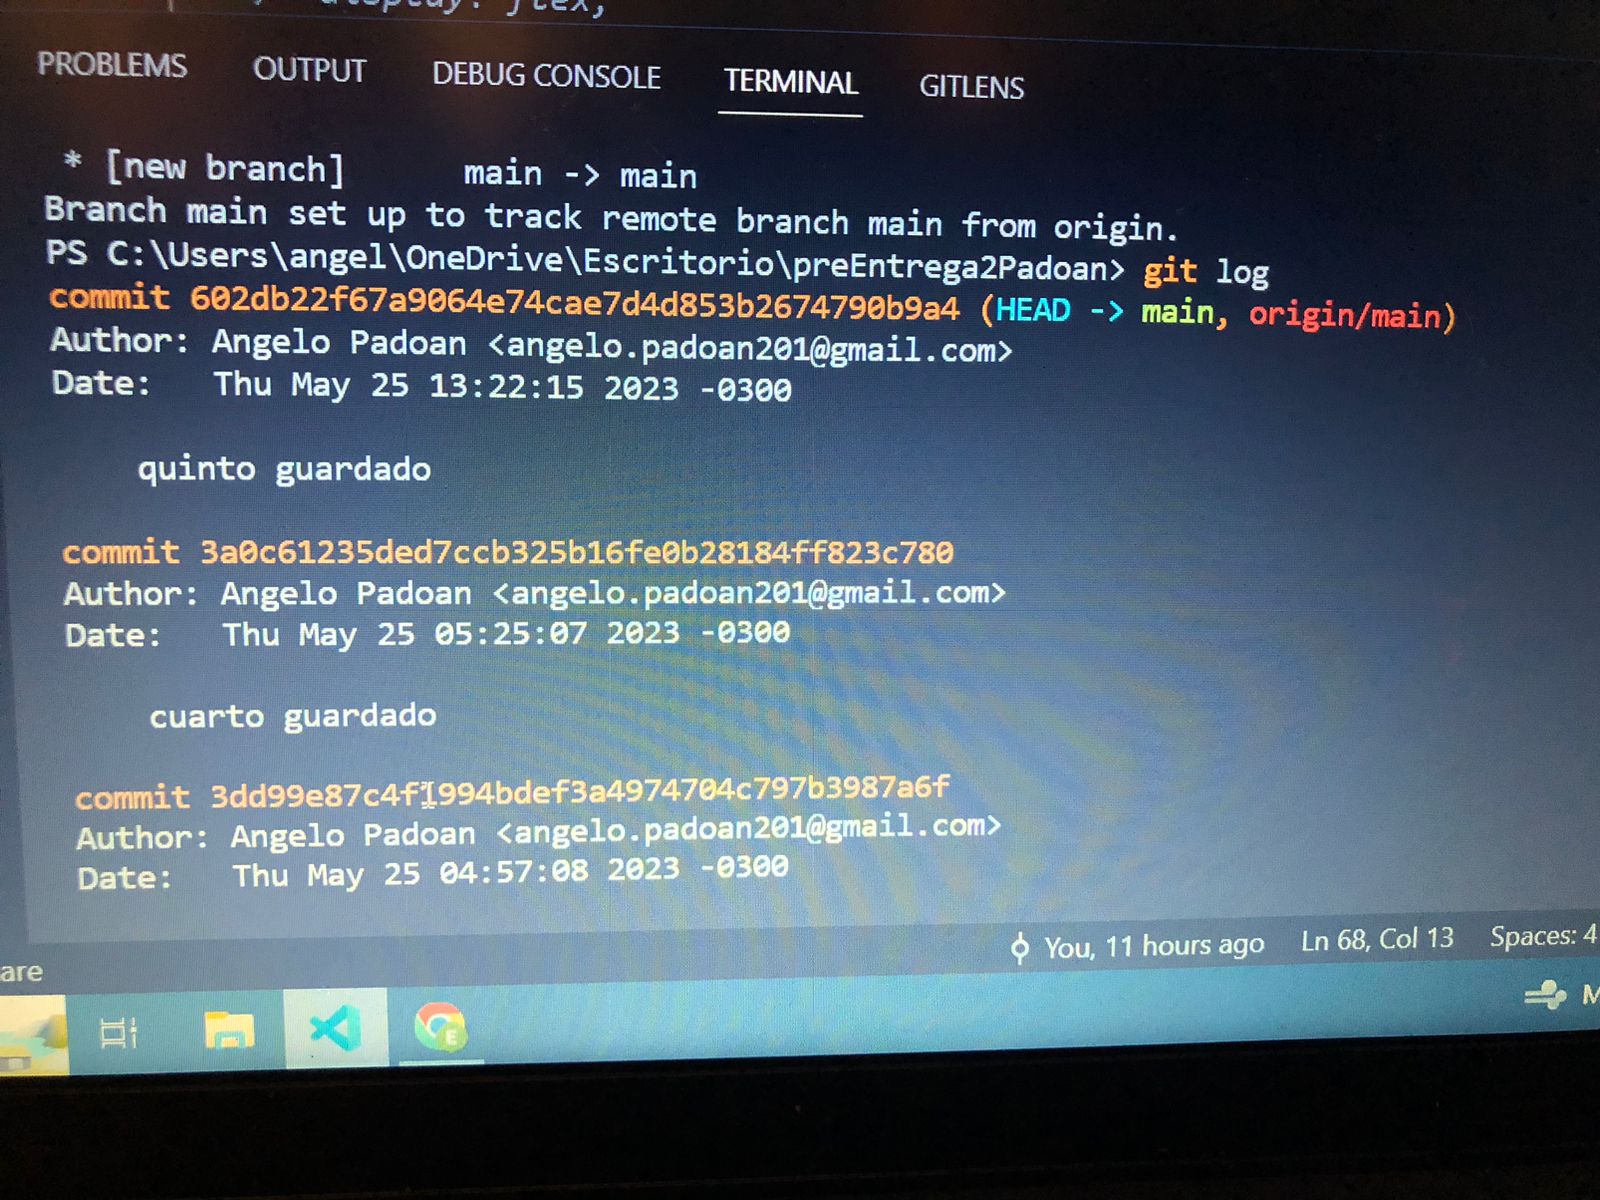 PROBLEMS OUTPUT DEBUG CONSOLE TERMINAL GITLENS
* [new branch] main -> main
Branch main set up to track remote branch main from origin.
PS C:\Users\angel\OneDrive\Escritorio\preEntrega2Padoan> git log
commit 602db22f67a9064e74cae7d4d853b2674790b9a4 (HEAD -> main, origin/main)
Author: Angelo Padoan <angelo.padoan201@gmail.com>
Date: Thu May 25 13:22:15 2023 -0300
quinto guardado
commit 3a0c61235ded7ccb325b16fe0b28184ff823c780
Author: Angelo Padoan <angelo.padoan201@gmail.com>
Date: Thu May 25 05:25:07 2023 -0300
cuarto guardado
commit
Author: Angelo Padoan <angelo.padoan201@gmail.com>
Date: Thu May 25 04:57:08 2023 -0300
You, 11 hours ago Ln 68, Col 13 Spaces: 4
are
E
M